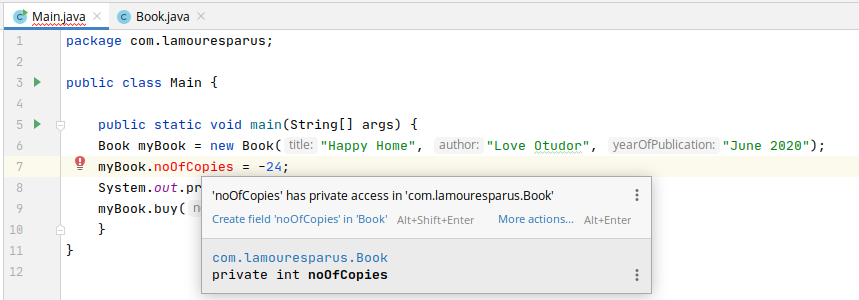 Main.java Book.java
1 package com.lamouresparus;
2
3 public class Main {
4
5 public static void main(String[] args) {
6 Book myBook = new Book( title: "Happy Home", author: "Love Otudor", yearOfPublication: "June 2020");
7 myBook.noOfCopies = -24;
8 System.out.pr
9 myBook.buy(
10 }
11 }
12
'noOfCopies' has private access in 'com.lamouresparus.Book'
Create field 'noOfCopies' in 'Book' Alt+Shift+Enter More actions... Alt+Enter
com.lamouresparus.Book
private int noOfCopies